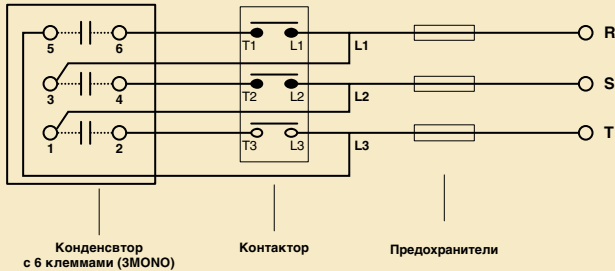 5 6 T1 L1 L1 R
3 4 T2 L2 L2 S
1 2 T3 L3 L3 T
Конденсвтор
с 6 клеммами (3MONO)
Контактор
Предохранители